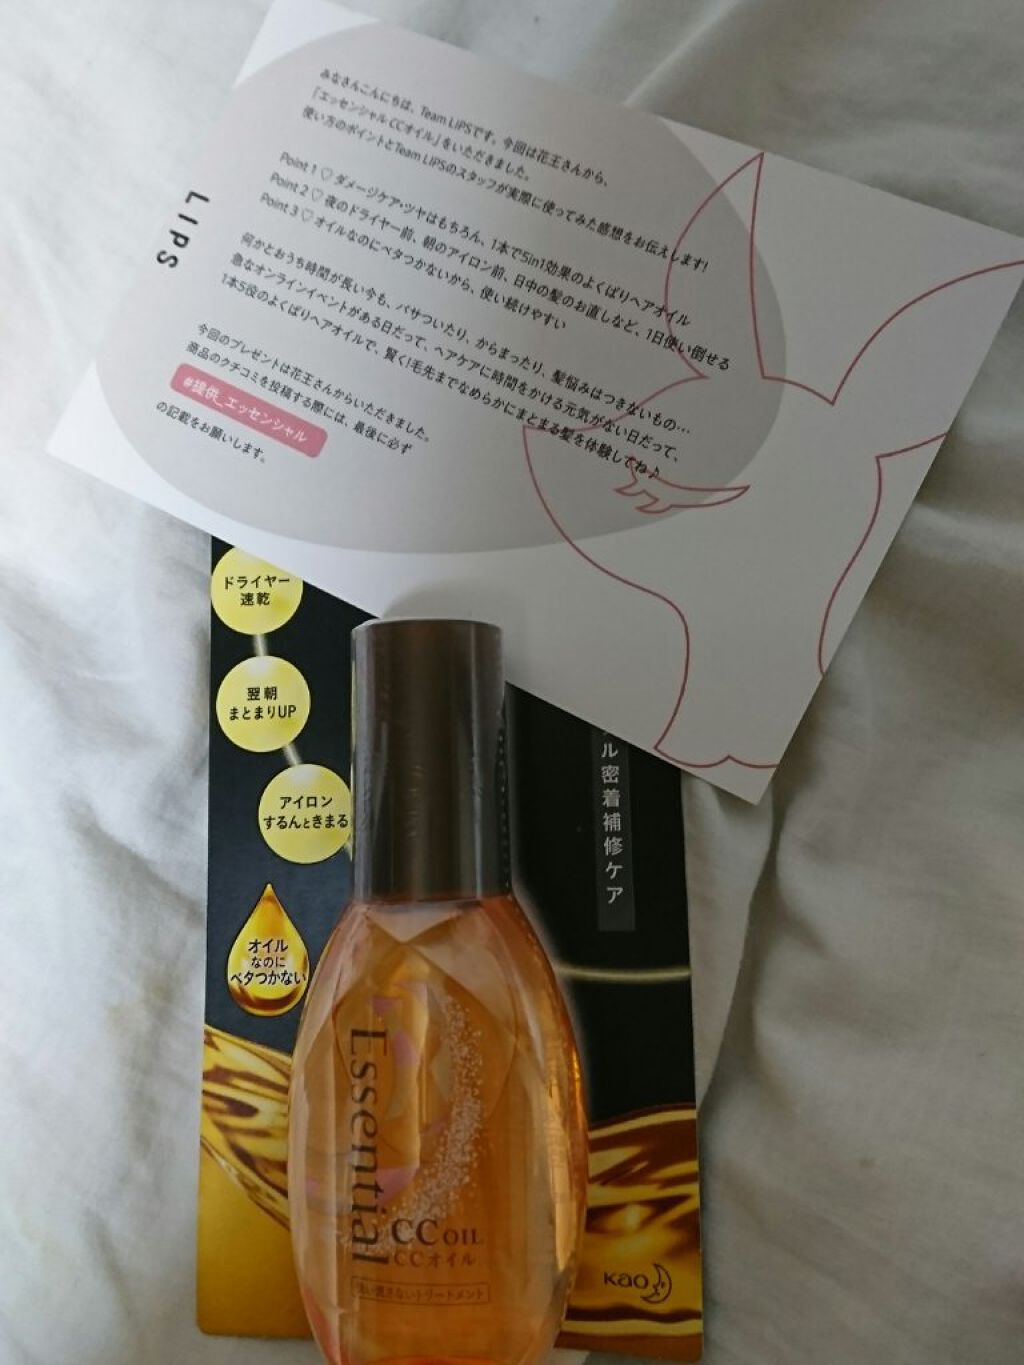 みなさんこんにちは、Team LIPSです。今回は花王さんから、
「エッセンシャル CCオイル」をいただきました。
使い方のポイントとTeam LIPSのスタッフが実際に使ってみた感想をお伝えします!
Point 1 ♡ ダメージケア・ツヤはもちろん、1本で5in1効果のよくばりヘアオイル
Point 2 ♡ 夜のドライヤー前、朝のアイロン前、日中の髪のお直しなど、1日使い倒せる
Point 3 ♡ オイルなのにベタつかないから、使い続けやすい
何かとおうち時間が長い今も、パサついたり、からまったり、髪悩みはつきないもの…
急なオンラインイベントがある日だって、ヘアケアに時間をかける元気がない日だって、
1本5役のよくばりヘアオイルで、賢く!毛先までなめらかにまとまる髪を体験してね♪
今回のプレゼントは花王さんからいただきました。
商品のクチコミを投稿する際には、最後に必ず
#提供_エッセンシャル
の記載をお願いします。
LIPS
ドライヤー
速乾
翌朝
まとまりUP
アイロン
するんときまる
オイル
なのに
ベタつかない
ル密着補修ケア
Essential
CC OIL
CCオイル
洗い流さないトリートメント
Kao